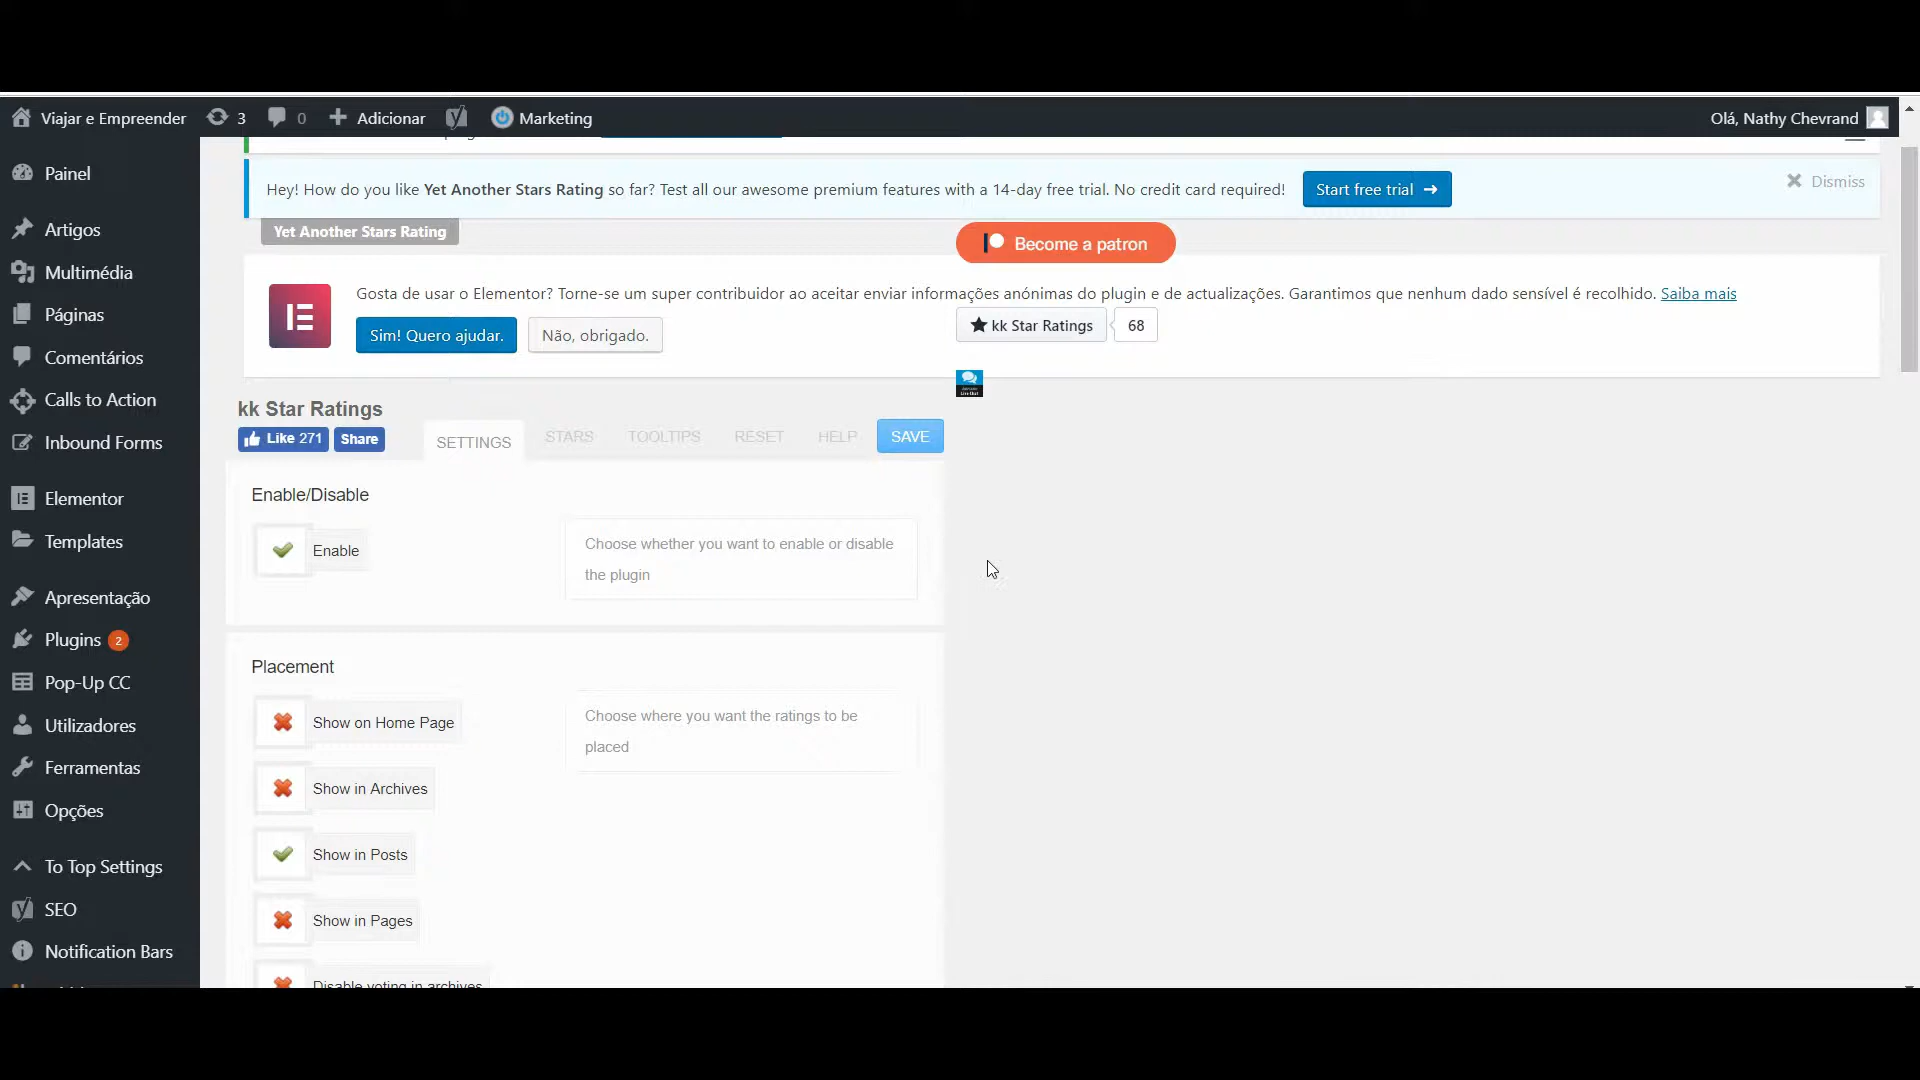 Viajar e Empreender
3
0
Adicionar
Marketing
Olá, Nathy Chevrand
Painel
Artigos
Multimédia
Páginas
Comentários
Calls to Action
Inbound Forms
Elementor
Templates
Apresentação
Plugins 2
Pop-Up CC
Utilizadores
Ferramentas
Opções
To Top Settings
SEO
Notification Bars
Hey! How do you like Yet Another Stars Rating so far? Test all our awesome premium features with a 14-day free trial. No credit card required!
Start free trial ➞
Dismiss
Yet Another Stars Rating
Become a patron
Gosta de usar o Elementor? Torne-se um super contribuidor ao aceitar enviar informações anónimas do plugin e de actualizações. Garantimos que nenhum dado sensível é recolhido. Saiba mais
Sim! Quero ajudar.
Não, obrigado.
kk Star Ratings
68
kk Star Ratings
Like 271
Share
SETTINGS
STARS
TOOLTIPS
RESET
HELP
SAVE
Enable/Disable
Enable
Choose whether you want to enable or disable
the plugin
Placement
Show on Home Page
Choose where you want the ratings to be
placed
Show in Archives
Show in Posts
Show in Pages
Disable voting in archives